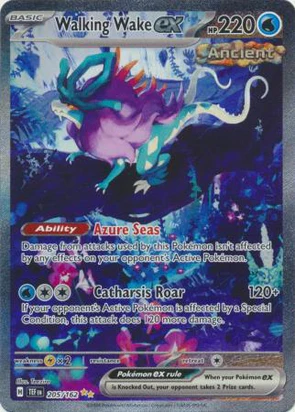 BASIC Walking Wake ex HP 220
Ancient
Ability Azure Seas
Damage from attacks used by this Pokémon isn't affected
by any effects on your opponent's Active Pokémon.
Catharsis Roar 120+
If your opponent's Active Pokémon is affected by a Special
Condition, this attack does 120 more damage.
weakness ×2 resistance retreat
Illus.
Pokémon ex rule
When your Pokémon ex
is Knocked Out, your opponent takes 2 Prize cards.
TEF EN 205/162